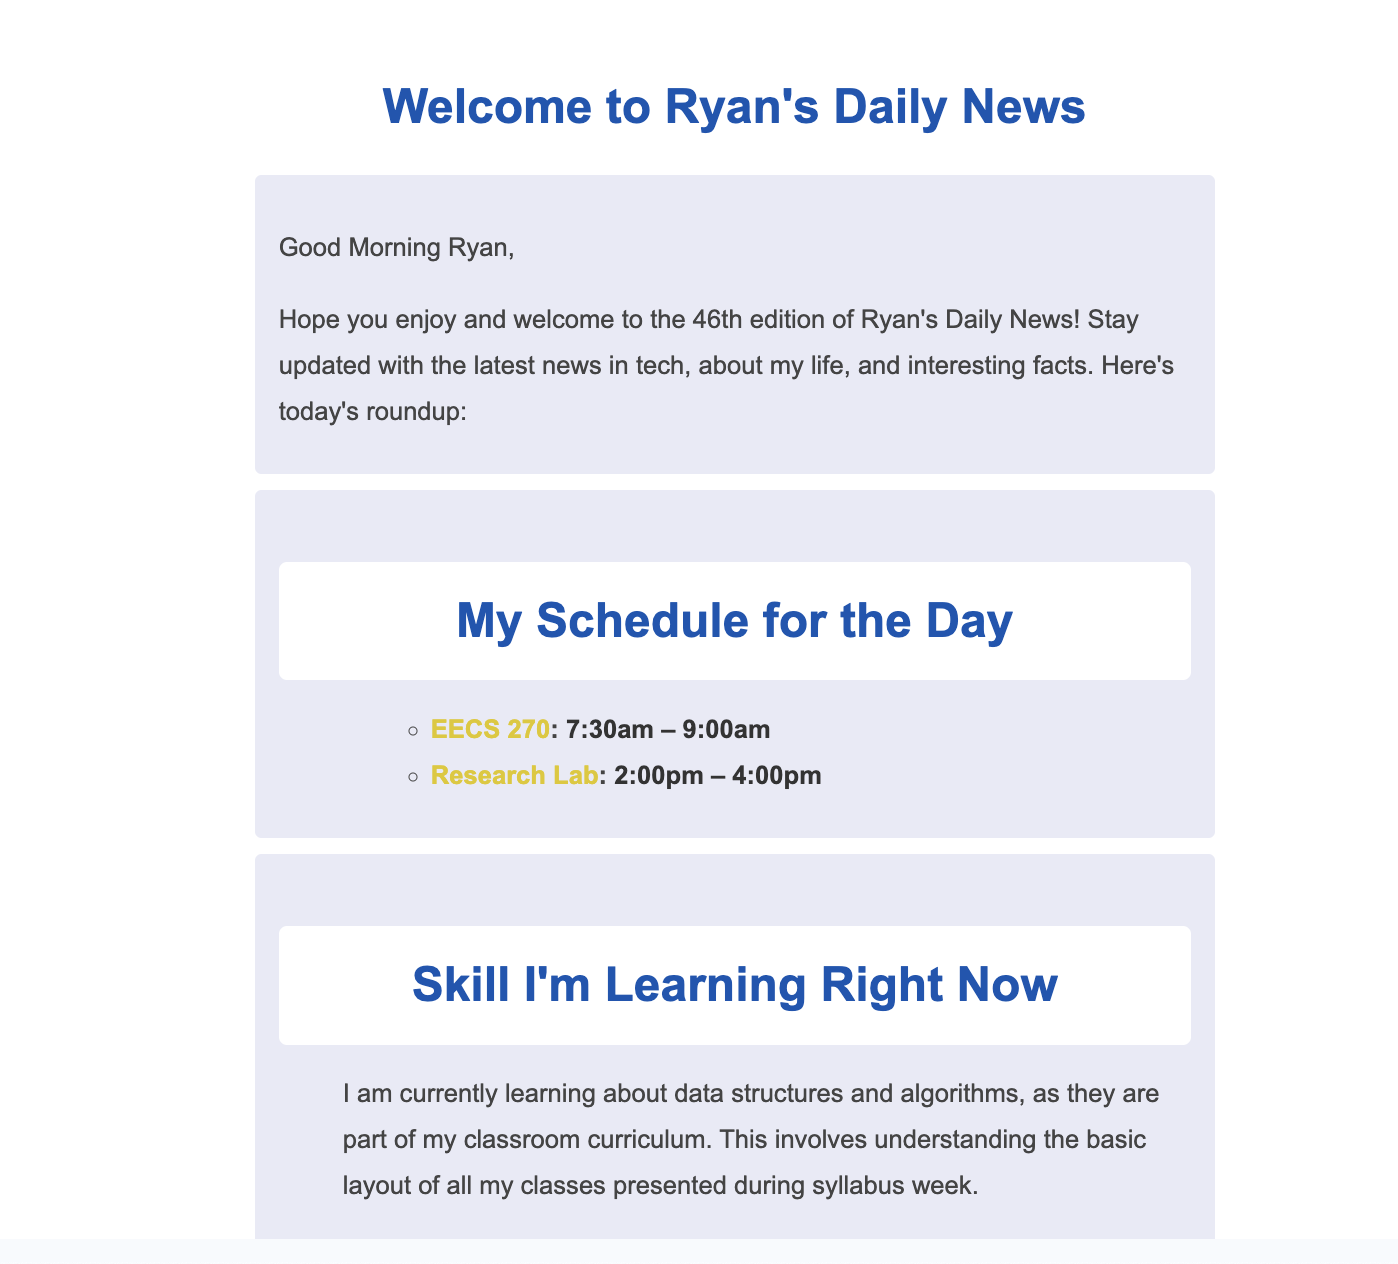 Welcome to Ryan's Daily News
Good Morning Ryan,
Hope you enjoy and welcome to the 46th edition of Ryan's Daily News! Stay
updated with the latest news in tech, about my life, and interesting facts. Here's
today's roundup:
My Schedule for the Day
EECS 270: 7:30am – 9:00am
Research Lab: 2:00pm – 4:00pm
Skill I'm Learning Right Now
I am currently learning about data structures and algorithms, as they are
part of my classroom curriculum. This involves understanding the basic
layout of all my classes presented during syllabus week.